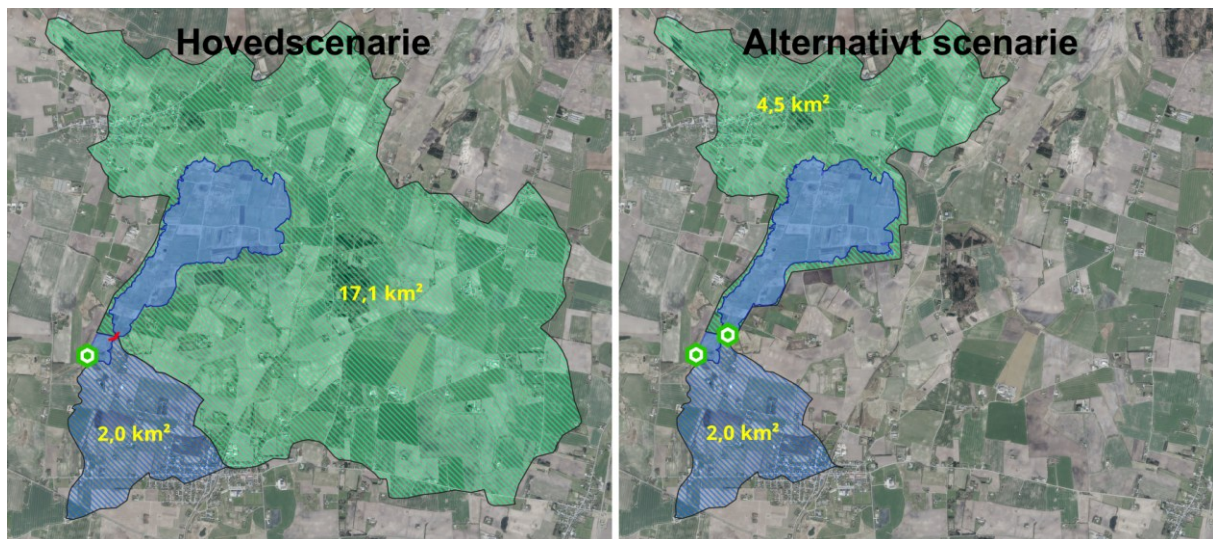 Hovedscenarie
17,1 km²
2,0 km²
Alternativt scenarie
4,5 km²
2,0 km²